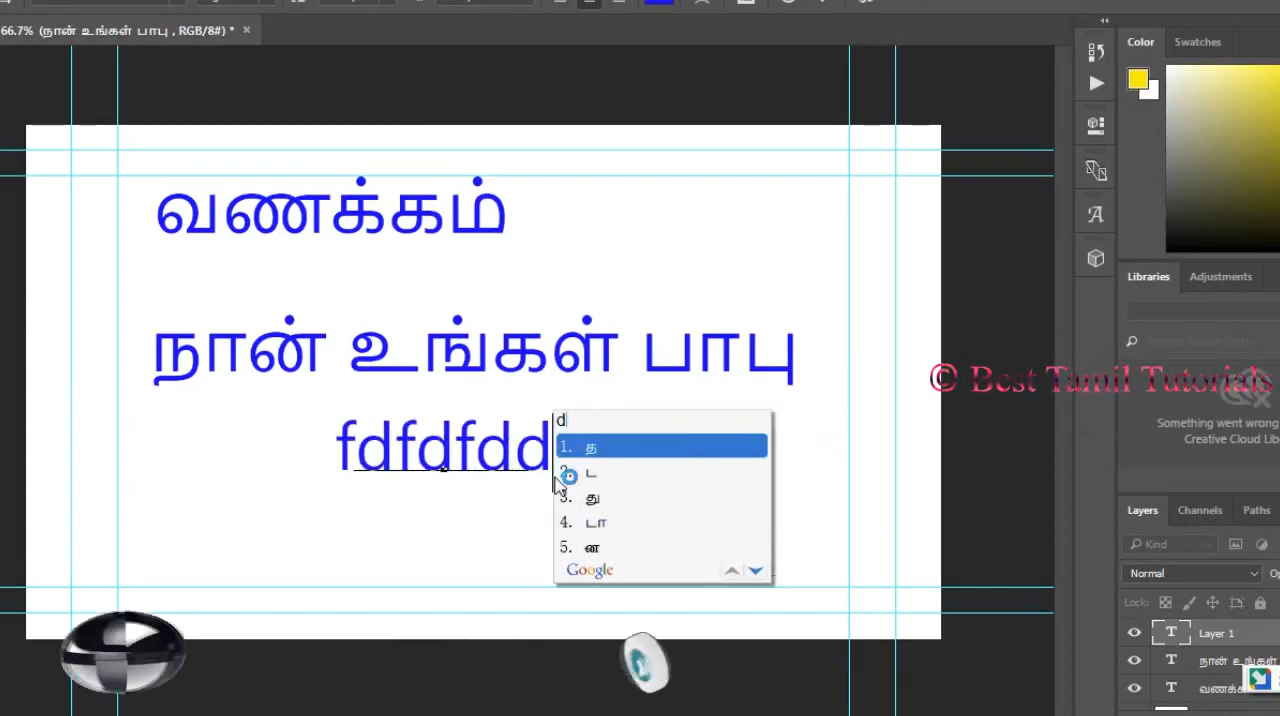 66.7% (நான் உங்கள் பாபு , RGB/8#) * ×
Color
Swatches
வணக்கம்
நான் உங்கள் பாபு
fdfdfdd
d
1. த
2. ட
3. து
4. டா
5. ன
Google
Libraries
Adjustments
© Best Tamil Tutorials
Something went wrong
Creative Cloud Lib
Layers
Channels
Paths
Kind
Normal
Op
Lock:
T Layer 1
T நான் உங்கள்
T வணக்க